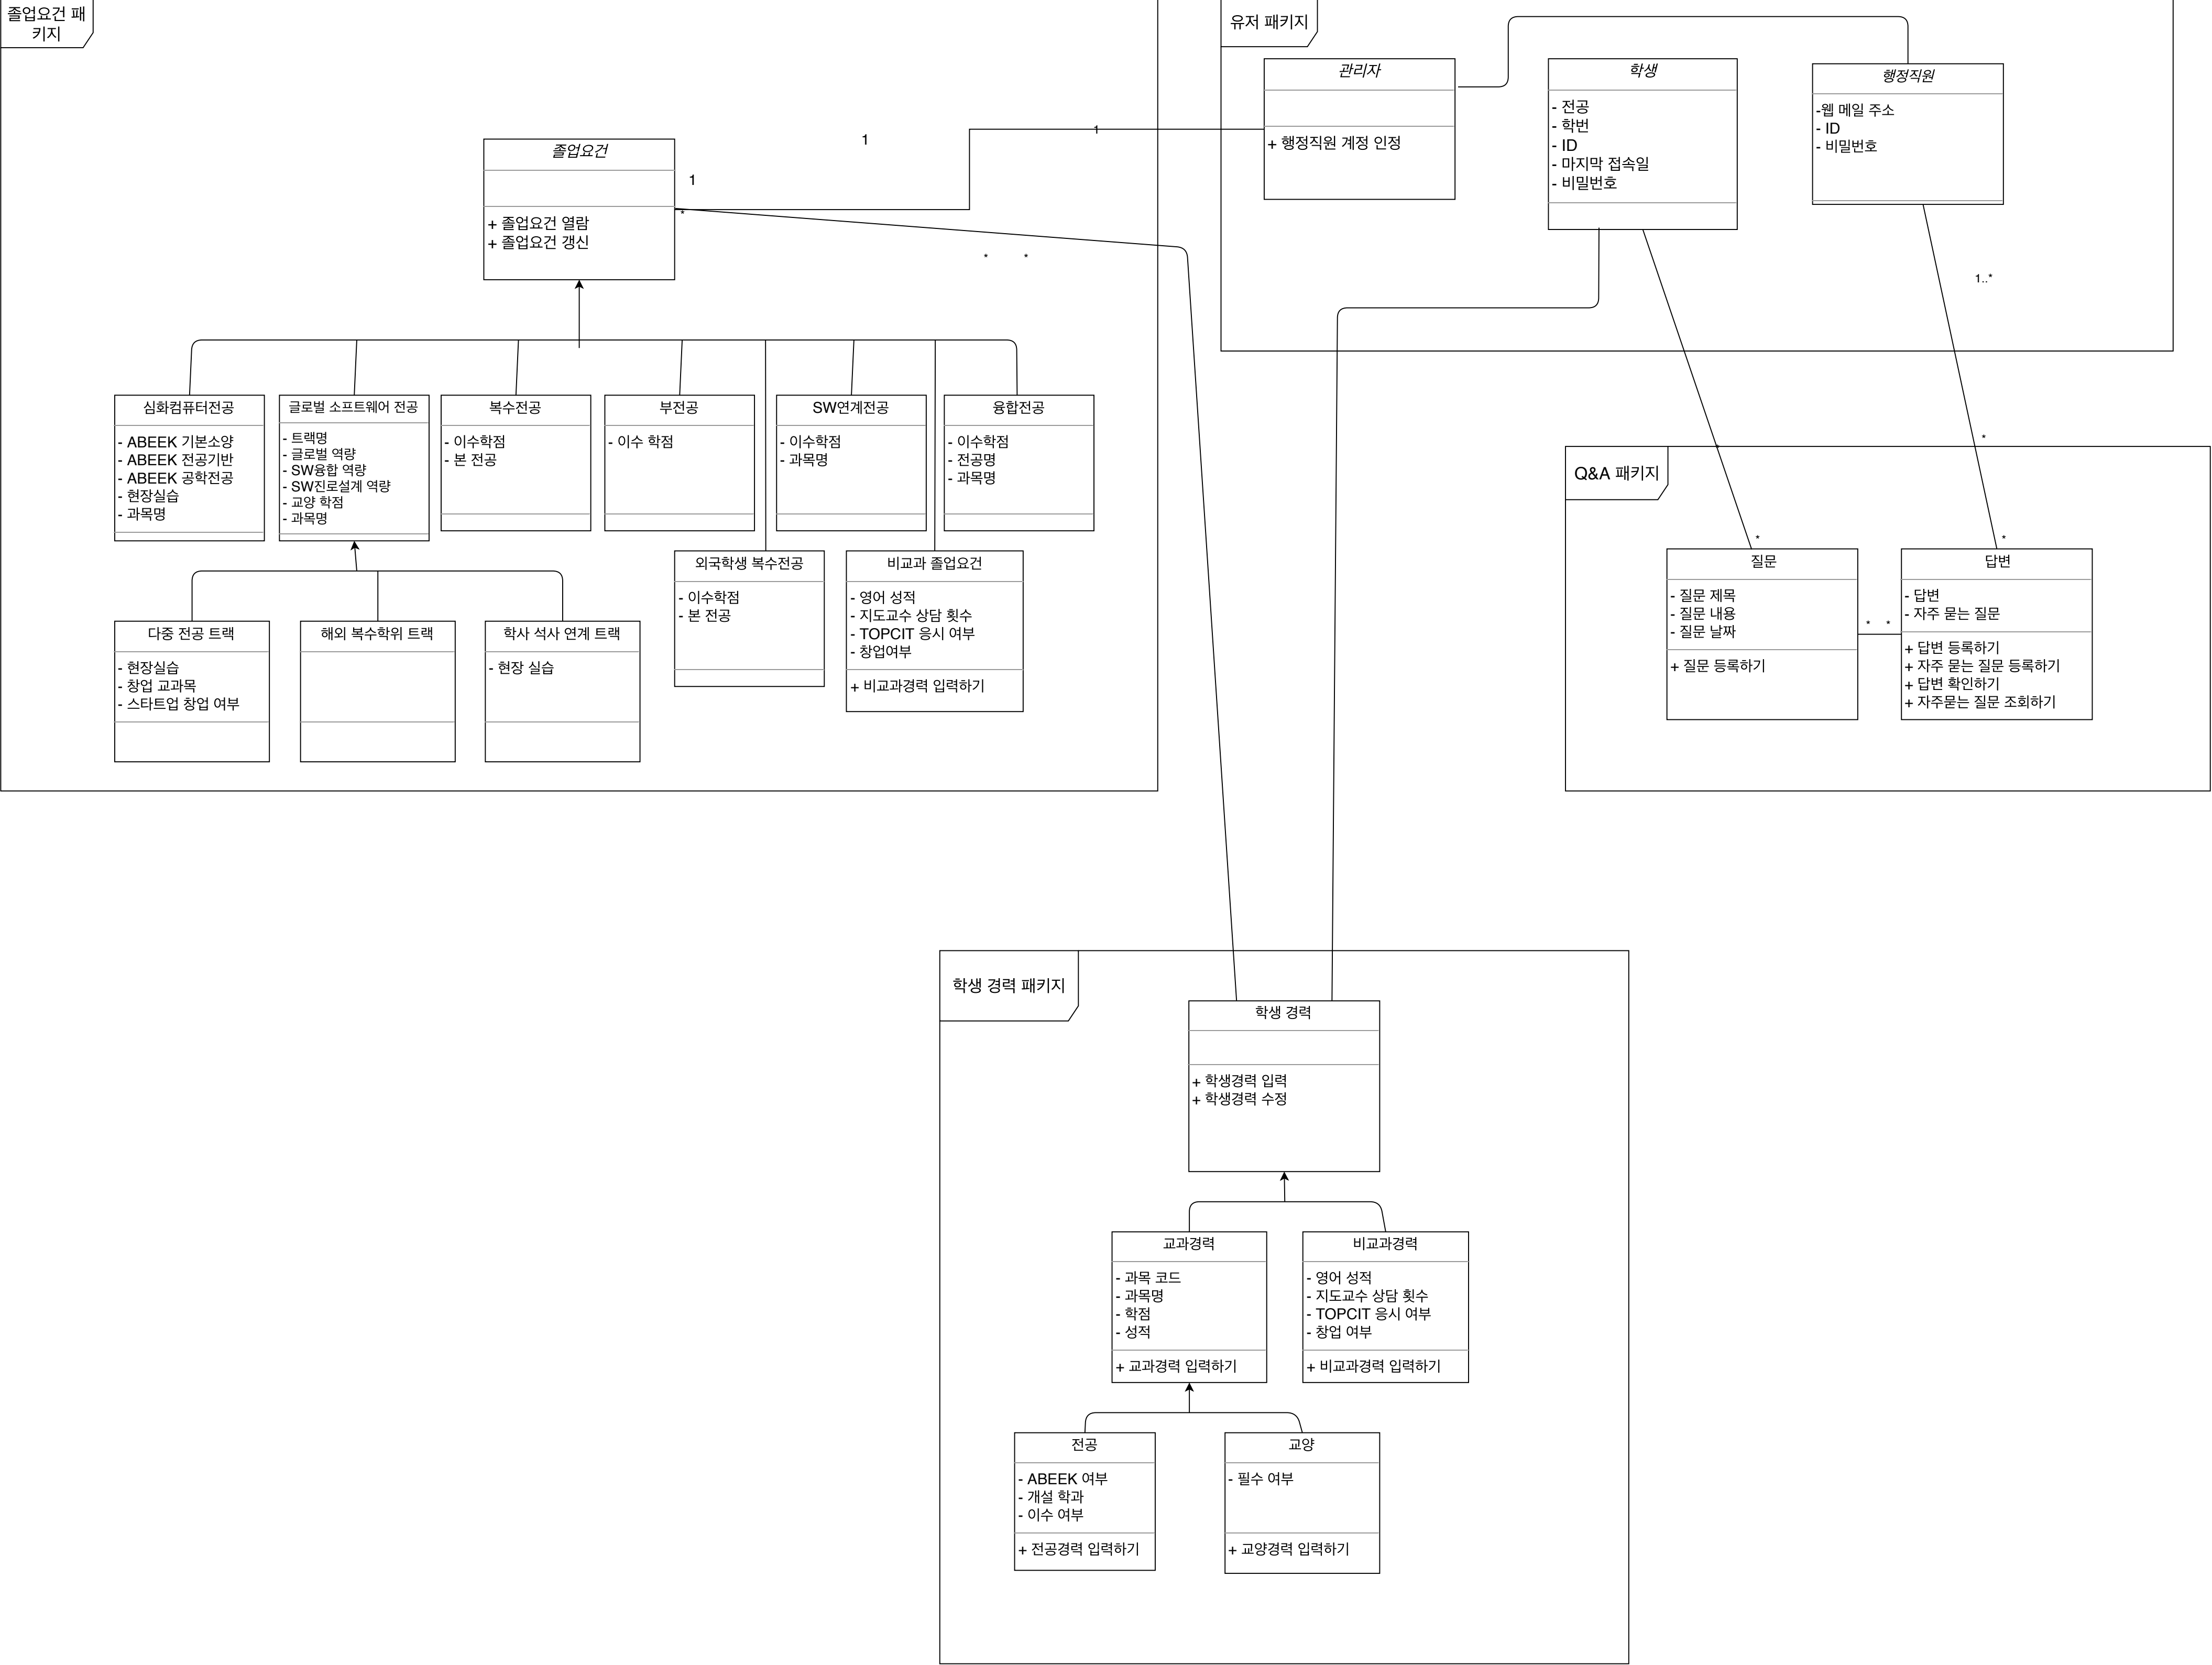 졸업요건 패
키지
졸업요건
+ 졸업요건 열람
+ 졸업요건 갱신
1
1
1
*
*
*
심화컴퓨터전공
- ABEEK 기본소양
- ABEEK 전공기반
- ABEEK 공학전공
- 현장실습
- 과목명
글로벌 소프트웨어 전공
- 트랙명
- 글로벌 역량
- SW융합 역량
- SW진로설계 역량
- 교양 학점
- 과목명
복수전공
- 이수학점
- 본 전공
부전공
- 이수 학점
SW연계전공
- 이수학점
- 과목명
융합전공
- 이수학점
- 전공명
- 과목명
외국학생 복수전공
- 이수학점
- 본 전공
비교과 졸업요건
- 영어 성적
- 지도교수 상담 횟수
- TOPCIT 응시 여부
- 창업여부
+ 비교과경력 입력하기
다중 전공 트랙
- 현장실습
- 창업 교과목
- 스타트업 창업 여부
해외 복수학위 트랙
학사 석사 연계 트랙
- 현장 실습
유저 패키지
관리자
+ 행정직원 계정 인정
학생
- 전공
- 학번
- ID
- 마지막 접속일
- 비밀번호
행정직원
-웹 메일 주소
- ID
- 비밀번호
1..*
*
*
Q&A 패키지
*
*
질문
- 질문 제목
- 질문 내용
- 질문 날짜
+ 질문 등록하기
*
*
답변
- 답변
- 자주 묻는 질문
+ 답변 등록하기
+ 자주 묻는 질문 등록하기
+ 답변 확인하기
+ 자주묻는 질문 조회하기
학생 경력 패키지
학생 경력
+ 학생경력 입력
+ 학생경력 수정
교과경력
- 과목 코드
- 과목명
- 학점
- 성적
+ 교과경력 입력하기
비교과경력
- 영어 성적
- 지도교수 상담 횟수
- TOPCIT 응시 여부
- 창업 여부
+ 비교과경력 입력하기
전공
- ABEEK 여부
- 개설 학과
- 이수 여부
+ 전공경력 입력하기
교양
- 필수 여부
+ 교양경력 입력하기